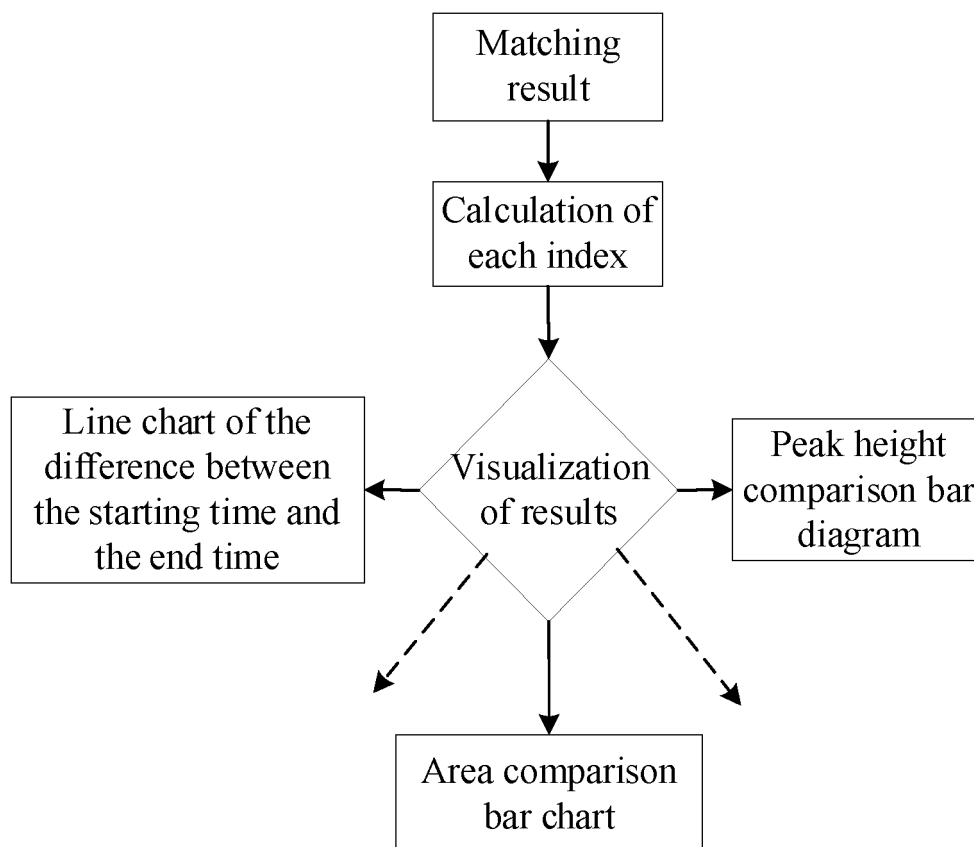 Matching
result
Calculation of
each index
Line chart of the
difference between
the starting time and
the end time
Visualization
of results
Peak height
comparison bar
diagram
Area comparison
bar chart